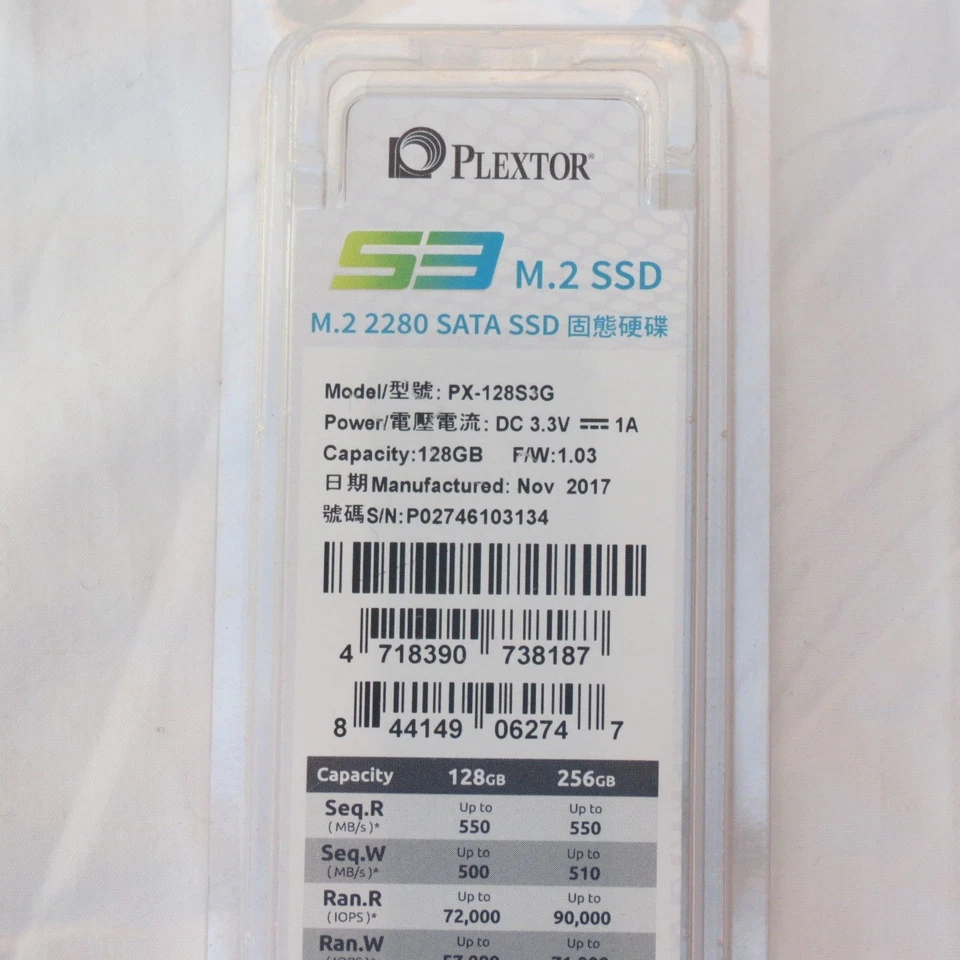 PLEXTOR®
S3 M.2 SSD
M.2 2280 SATA SSD 固態硬碟
Model/型號: PX-128S3G
Power/電壓電流: DC 3.3V 1A
Capacity:128GB F/W:1.03
日期Manufactured: Nov 2017
號碼S/N:P02746103134
4 718390 738187
8 44149 06274 7
Capacity 128GB 256GB
Seq.R Up to Up to
(MB/s)* 550 550
Seq.W Up to Up to
(MB/s)* 500 510
Ran.R Up to Up to
(IOPS)* 72,000 90,000
Ran.W Up to Up to